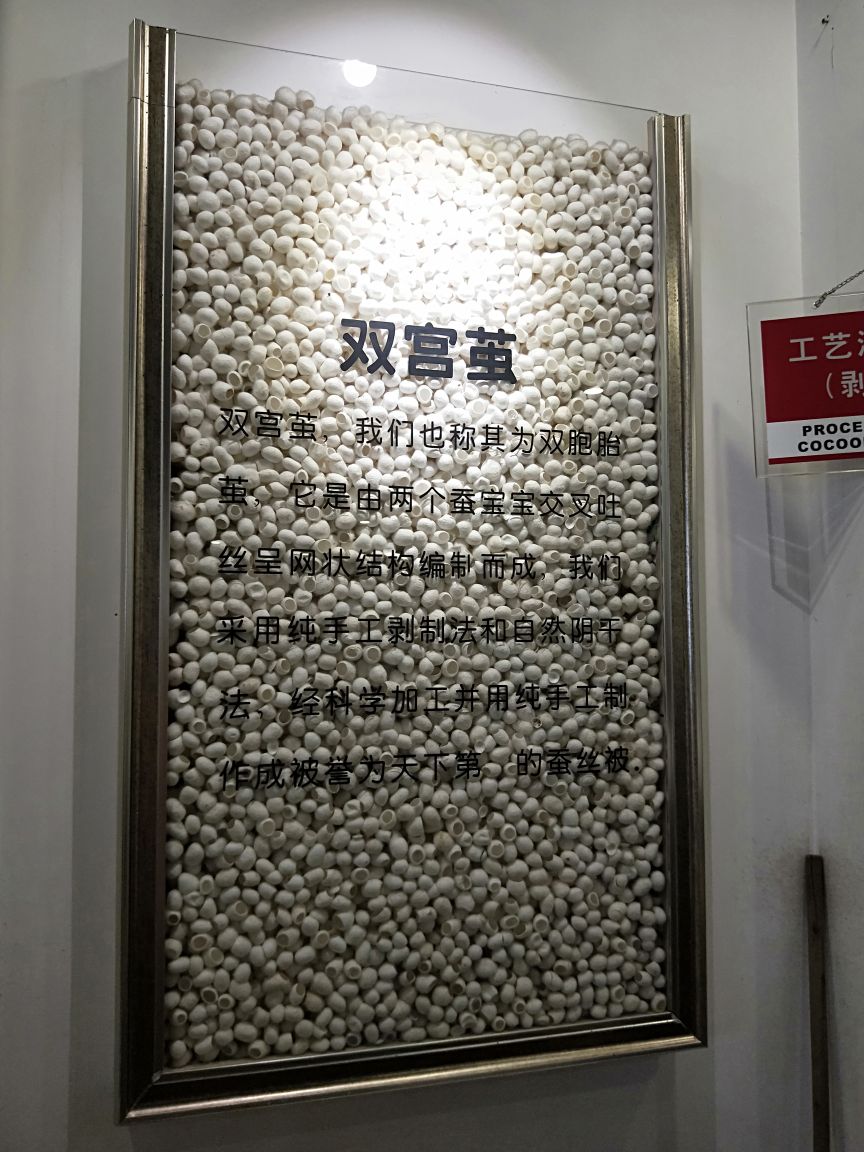 双宫茧
双宫茧，我们也称其为双胞胎
茧，它是由两个蚕宝宝交叉吐
丝呈网状结构编制而成，我们
采用纯手工剥制法和自然阴干
法，经科学加工并用纯手工制
作成被誉为天下第 的蚕丝被.
工艺
（剥
PROCE
COCOO